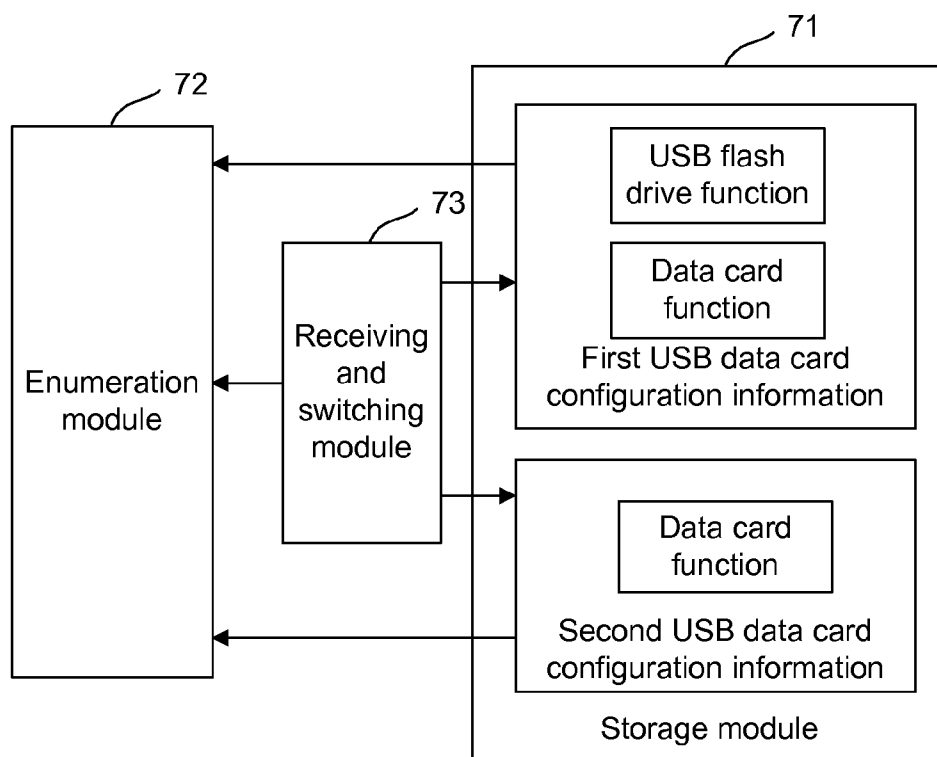 71
72
USB flash
drive function
73
Data card
function
Receiving
and
switching
module
First USB data card
configuration information
Enumeration
module
Data card
function
Second USB data card
configuration information
Storage module